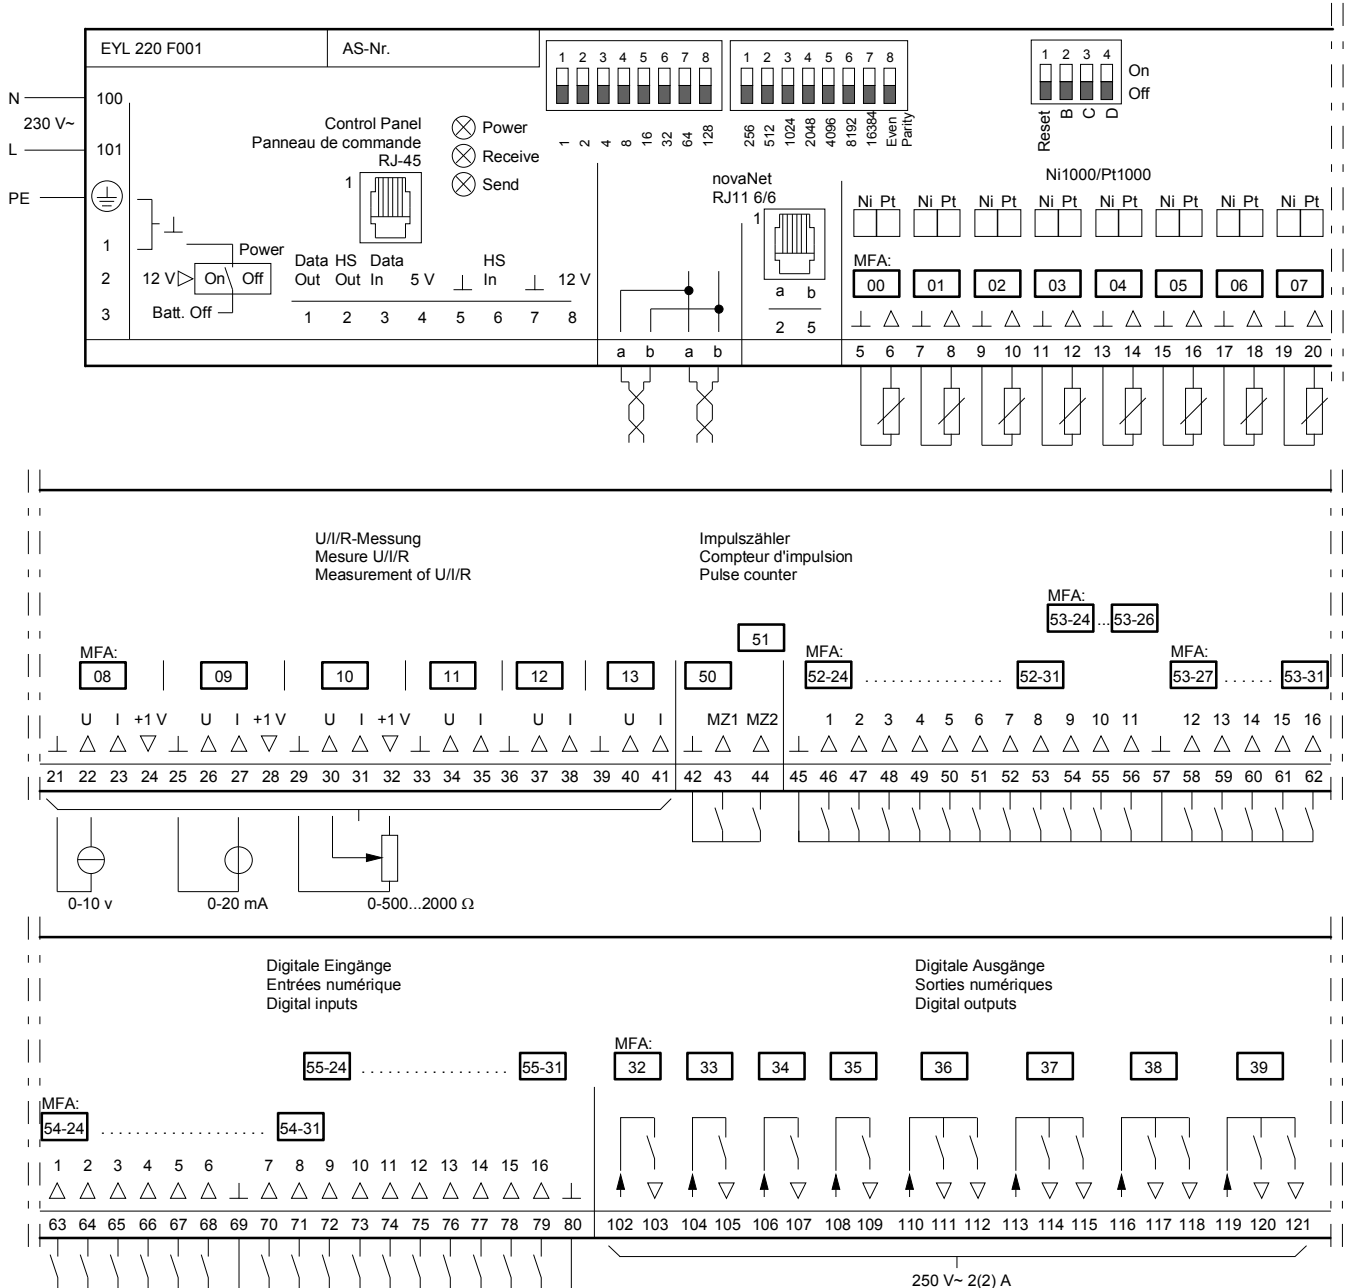 EYL 220 F001 AS-Nr.
1 2 3 4 5 6 7 8
1 2 4 8 16 32 64 128
1 2 3 4 5 6 7 8
256 512 1024 2048 4096 8192 16384 Even Parity
1 2 3 4
On
Off
Reset B C D
N 100
230 V~
L 101
PE
1
2
3
12 V
Power
On Off
Batt. Off
Control Panel
Panneau de commande
RJ-45
1
Power
Receive
Send
Data Out HS Out Data In 5 V HS In 12 V
1 2 3 4 5 6 7 8
a b a b
novaNet
RJ11 6/6
1
a b
2 5
Ni1000/Pt1000
Ni Pt Ni Pt Ni Pt Ni Pt Ni Pt Ni Pt Ni Pt Ni Pt
MFA:
00 01 02 03 04 05 06 07
5 6 7 8 9 10 11 12 13 14 15 16 17 18 19 20
U/I/R-Messung
Mesure U/I/R
Measurement of U/I/R
Impulszähler
Compteur d'impulsion
Pulse counter
MFA:
53-24 ... 53-26
51
MFA:
08 09 10 11 12 13 50
MFA:
52-24 ................ 52-31
MFA:
53-27 ...... 53-31
U I +1 V U I +1 V U I +1 V U I U I U I MZ1 MZ2 1 2 3 4 5 6 7 8 9 10 11 12 13 14 15 16
21 22 23 24 25 26 27 28 29 30 31 32 33 34 35 36 37 38 39 40 41 42 43 44 45 46 47 48 49 50 51 52 53 54 55 56 57 58 59 60 61 62
0-10 v 0-20 mA 0-500...2000 Ω
Digitale Eingänge
Entrées numérique
Digital inputs
Digitale Ausgänge
Sorties numériques
Digital outputs
55-24 ................. 55-31
MFA:
54-24 ................... 54-31
MFA:
32 33 34 35 36 37 38 39
1 2 3 4 5 6 7 8 9 10 11 12 13 14 15 16
63 64 65 66 67 68 69 70 71 72 73 74 75 76 77 78 79 80 102 103 104 105 106 107 108 109 110 111 112 113 114 115 116 117 118 119 120 121
250 V~ 2(2) A